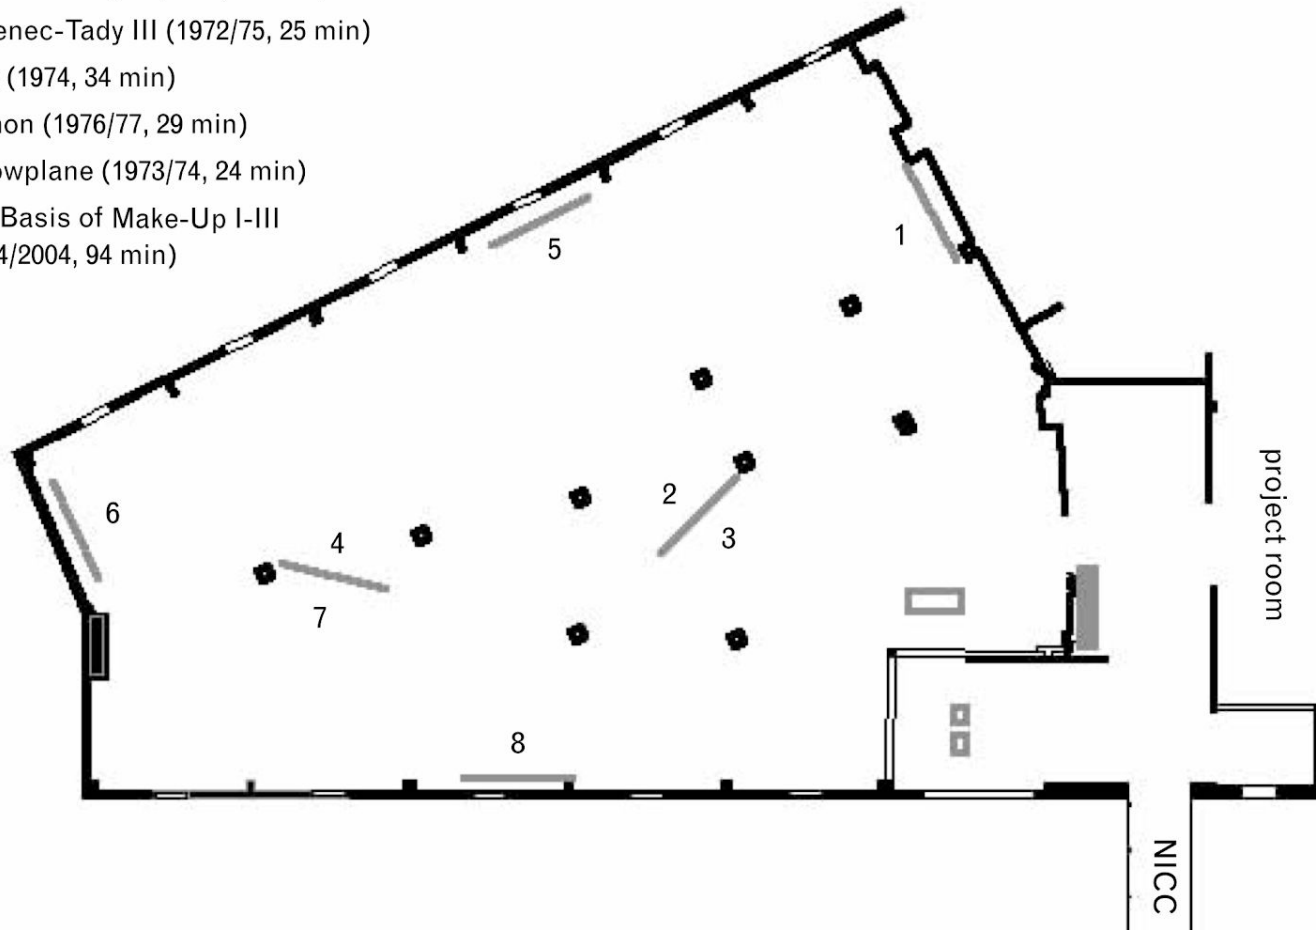 enec-Tady III (1972/75, 25 min)
(1974, 34 min)
non (1976/77, 29 min)
owplane (1973/74, 24 min)
Basis of Make-Up I-III
4/2004, 94 min)
5
1
2
3
6
4
7
8
project room
NICC